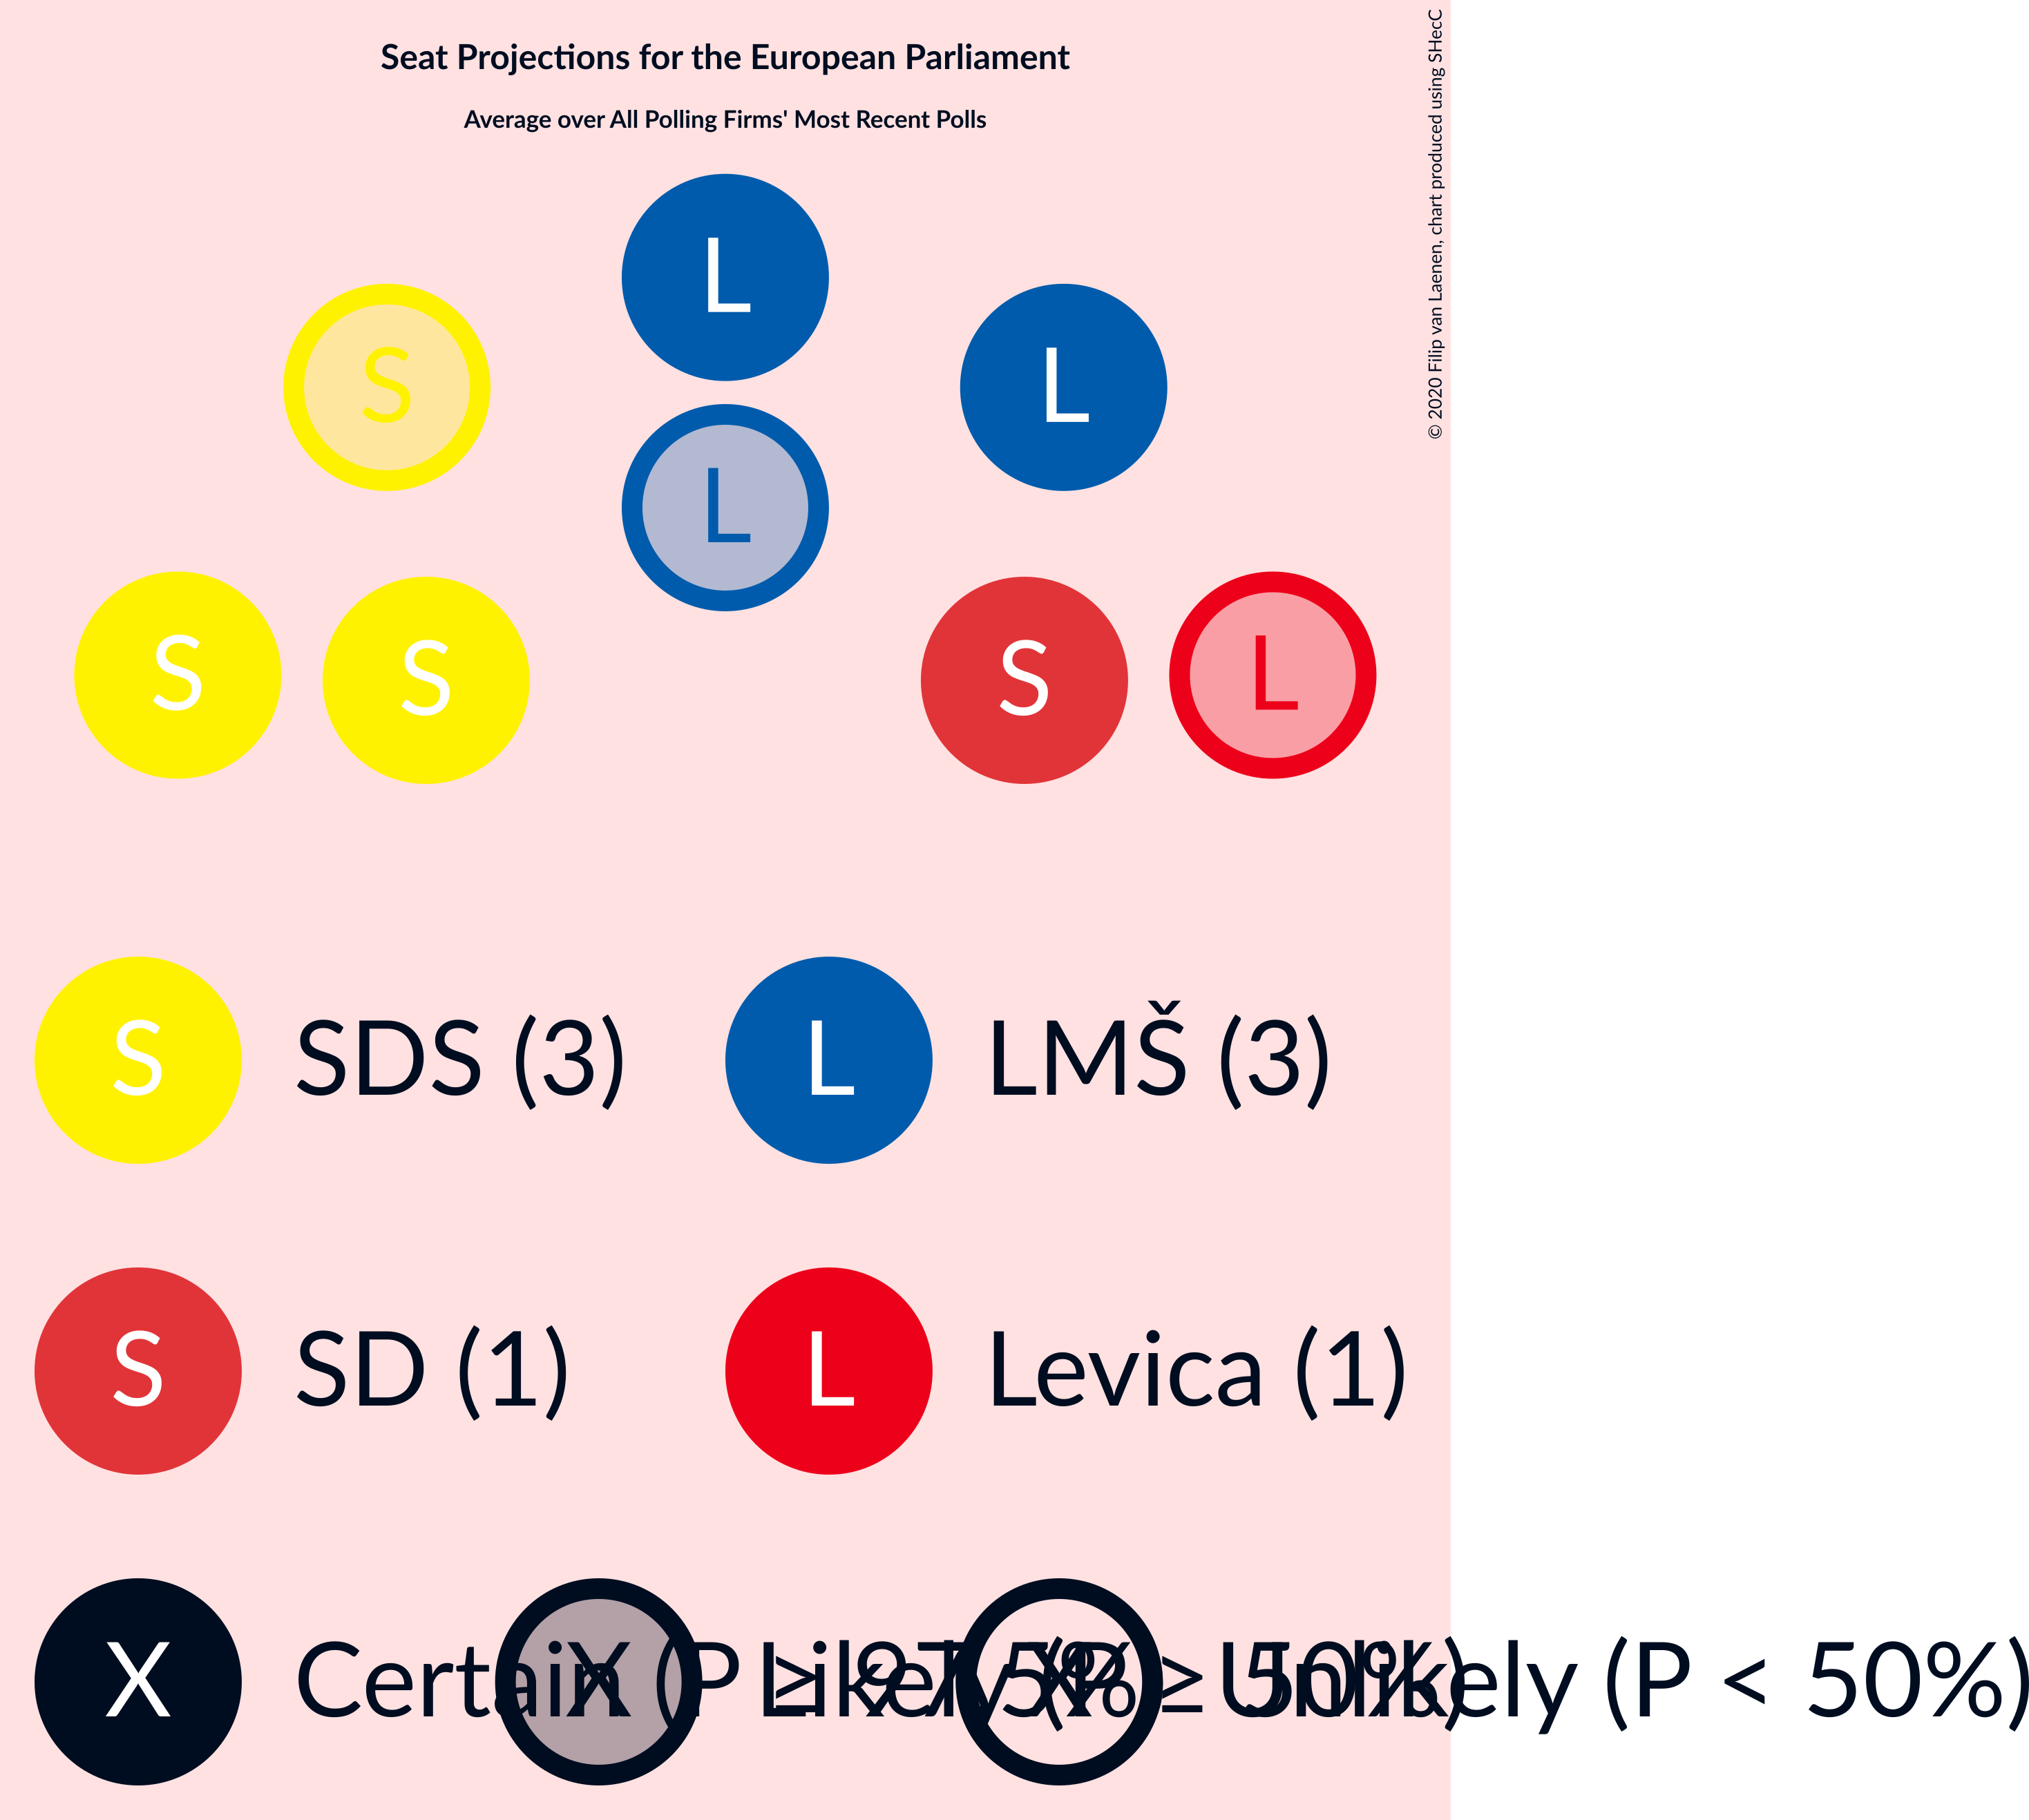 Seat Projections for the European Parliament
Average over All Polling Firms' Most Recent Polls
© 2020 Filip van Laenen, chart produced using SHecC
L
S
L
L
S
S
S
L
S SDS (3) L LMŠ (3)
S SD (1) L Levica (1)
X Certain (P ≥ 97.5%) X Likely (P ≥ 50%) X Unlikely (P < 50%)